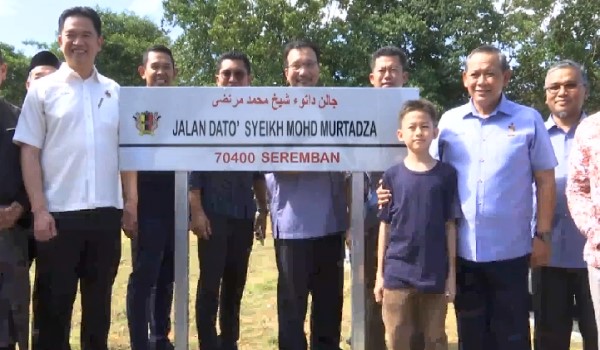 جالن داتوء شيخ محمد مرتضى
JALAN DATO' SYEIKH MOHD MURTADZA
70400 SEREMBAN